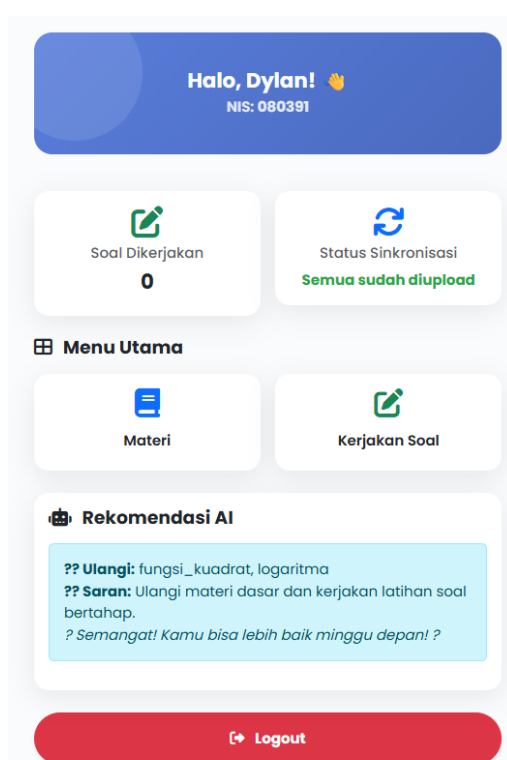 Halo, Dylan! 👋
NIS: 080391
Soal Dikerjakan
0
Status Sinkronisasi
Semua sudah diupload
Menu Utama
Materi
Kerjakan Soal
Rekomendasi AI
?? Ulangi: fungsi_kuadrat, logaritma
?? Saran: Ulangi materi dasar dan kerjakan latihan soal
bertahap.
? Semangat! Kamu bisa lebih baik minggu depan! ?
Logout